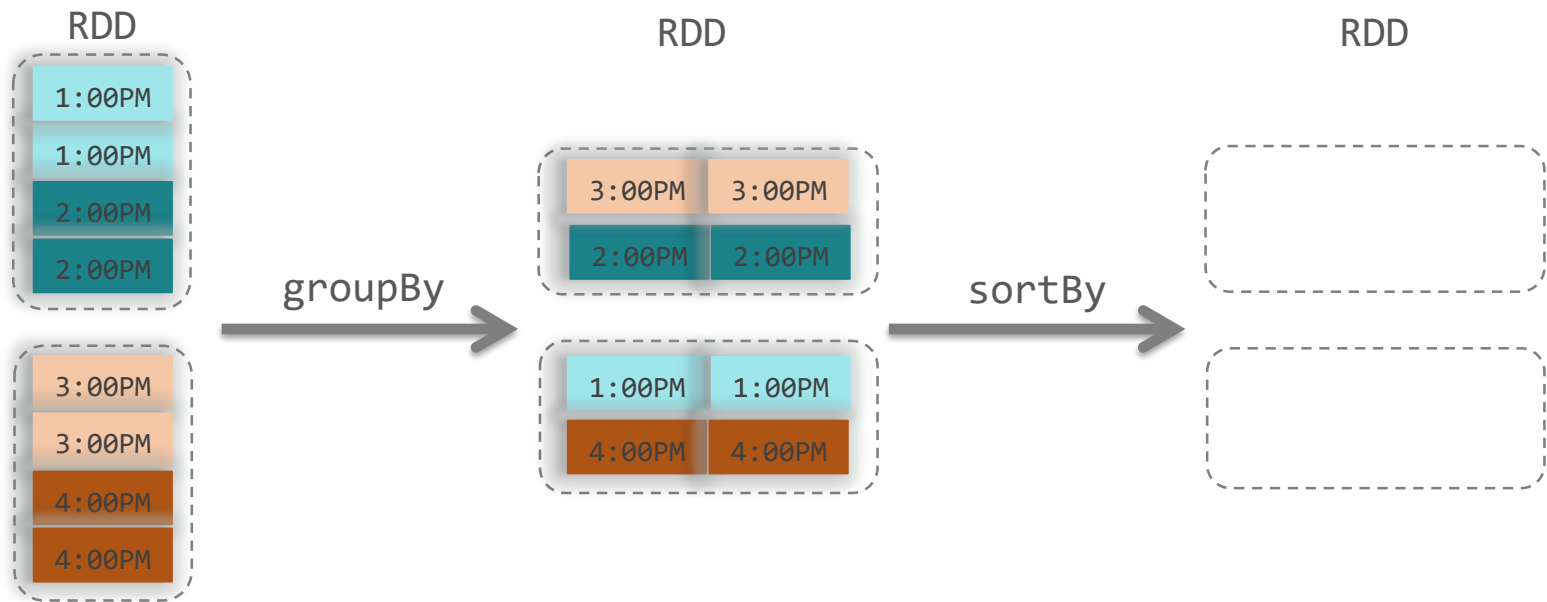 RDD
1:00PM
1:00PM
2:00PM
2:00PM
3:00PM
3:00PM
4:00PM
4:00PM
groupBy
RDD
3:00PM 3:00PM
2:00PM 2:00PM
1:00PM 1:00PM
4:00PM 4:00PM
sortBy
RDD